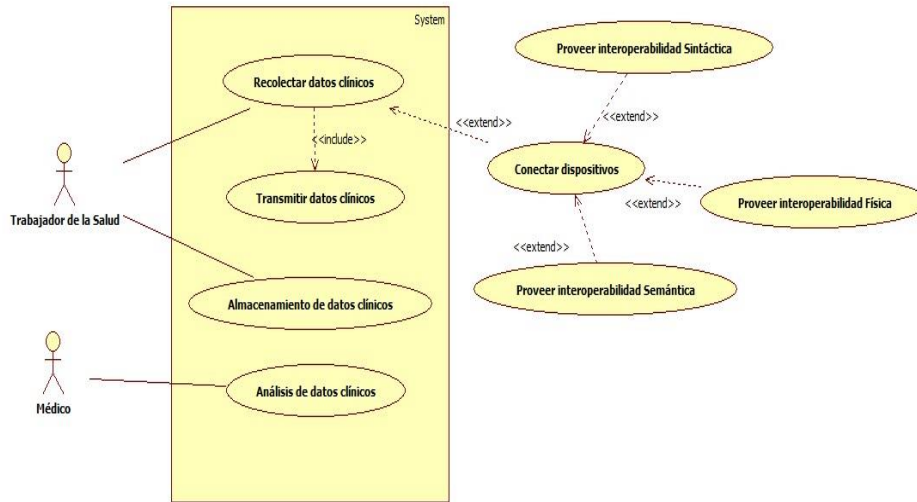 System
Proveer interoperabilidad Sintáctica
Recolectar datos clínicos
<<extend>>
<<extend>>
<<include>>
Conectar dispositivos
Transmitir datos clínicos
Proveer interoperabilidad Física
<<extend>>
Trabajador de la Salud
<<extend>>
Proveer interoperabilidad Semántica
Almacenamiento de datos clínicos
Análisis de datos clínicos
Médico